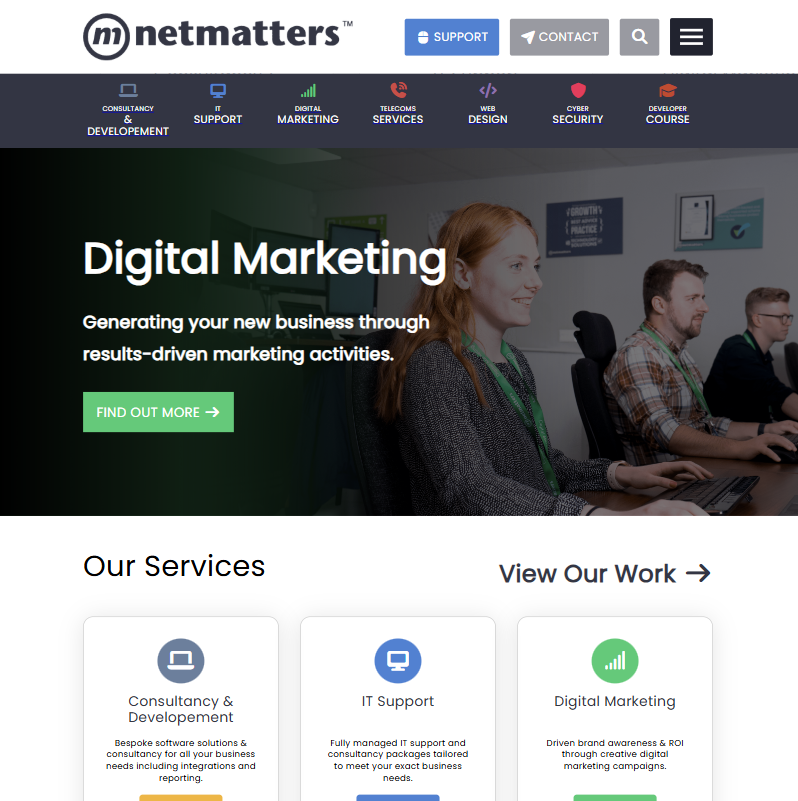 netmatters™
SUPPORT
CONTACT
CONSULTANCY
&
DEVELOPEMENT
IT
SUPPORT
DIGITAL
MARKETING
TELECOMS
SERVICES
WEB
DESIGN
CYBER
SECURITY
DEVELOPER
COURSE
GROWTH
BEST SERVICE
PRACTICE
Digital Marketing
Generating your new business through
results-driven marketing activities.
FIND OUT MORE →
Our Services
View Our Work →
Consultancy &
Developement
Bespoke software solutions &
consultancy for all your business
needs including integrations and
reporting.
IT Support
Fully managed IT support and
consultancy packages tailored
to meet your exact business
needs.
Digital Marketing
Driven brand awareness & ROI
through creative digital
marketing campaigns.